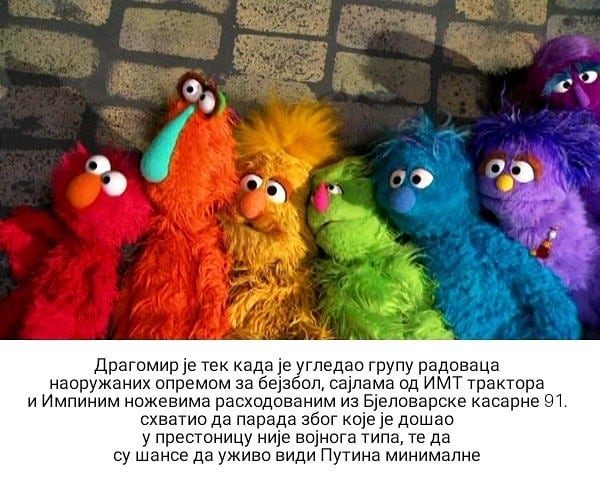 Драгомир је тек када је угледао групу радоваца
наоружаних опремом за бејзбол, сајлама од ИМТ трактора
и Импиним ножевима расходованим из Бјеловарске касарне 91.
схватио да парада због које је дошао
у престоницу није војнога типа, те да
су шансе да уживо види Путина минималне